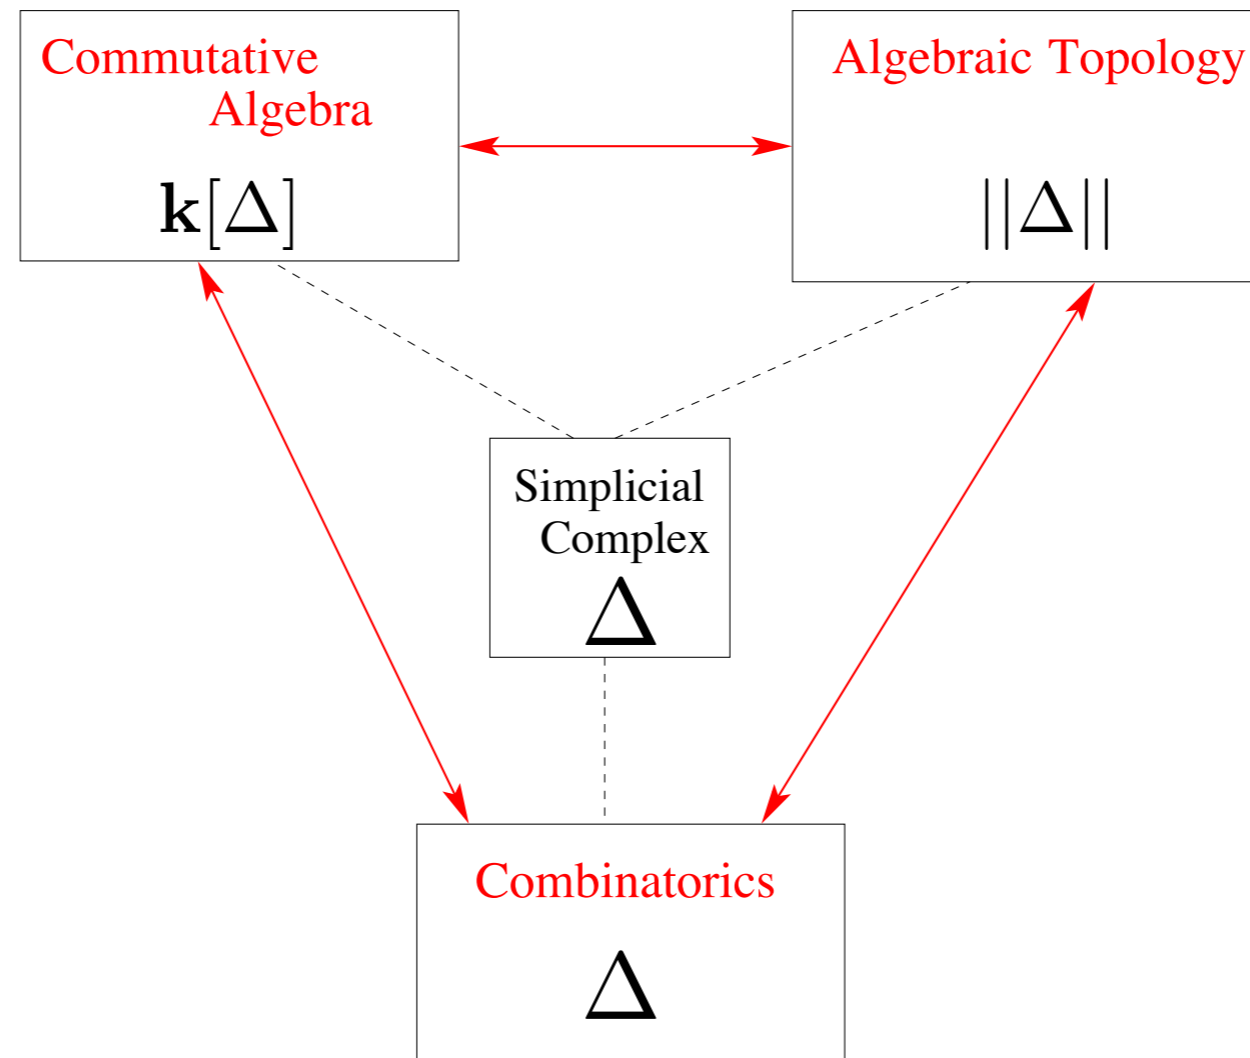 Commutative
Algebra
k[Δ]
Algebraic Topology
||Δ||
Simplicial
Complex
Δ
Combinatorics
Δ